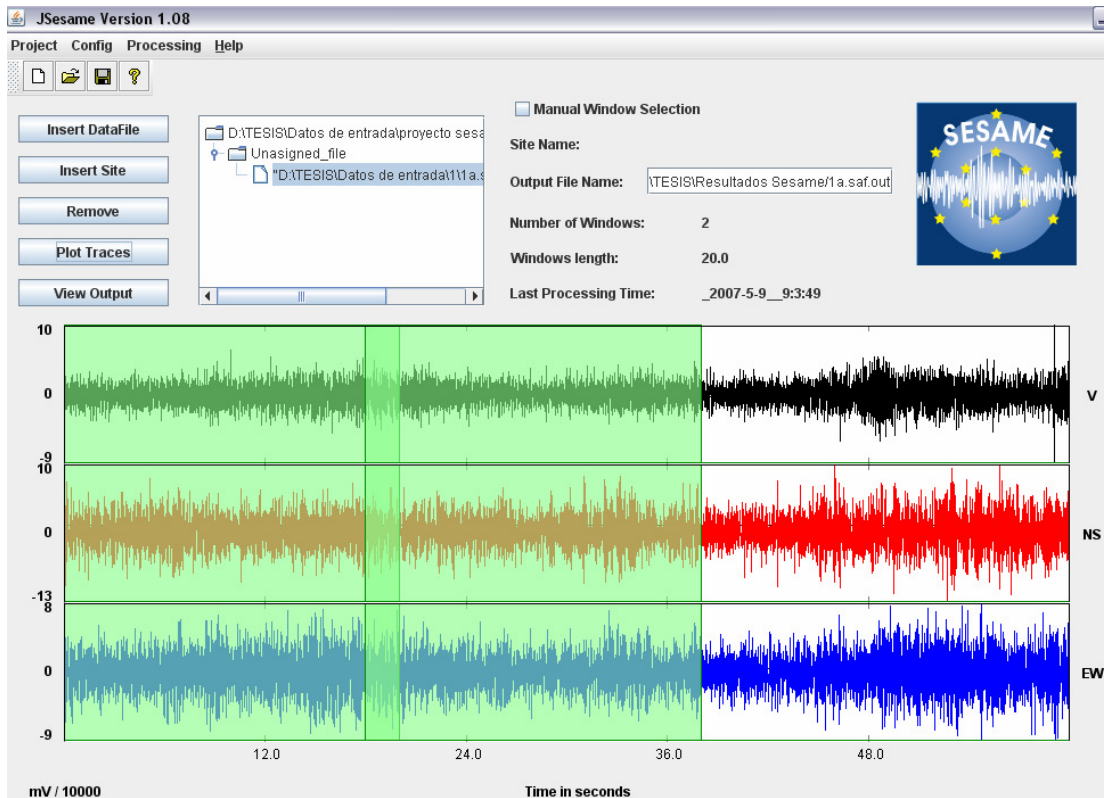 JSesame Version 1.08
Project Config Processing Help
Insert DataFile
Insert Site
Remove
Plot Traces
View Output
D:\TESIS\Datos de entrada\proyecto sesa
Unasigned_file
"D:\TESIS\Datos de entrada\1\1a.s
Manual Window Selection
Site Name:
Output File Name: \TESIS\Resultados Sesame/1a.saf.out
Number of Windows: 2
Windows length: 20.0
Last Processing Time: _2007-5-9__9:3:49
SESAME
10
0
-9
V
10
0
-13
NS
8
0
-9
EW
12.0 24.0 36.0 48.0
mV / 10000 Time in seconds